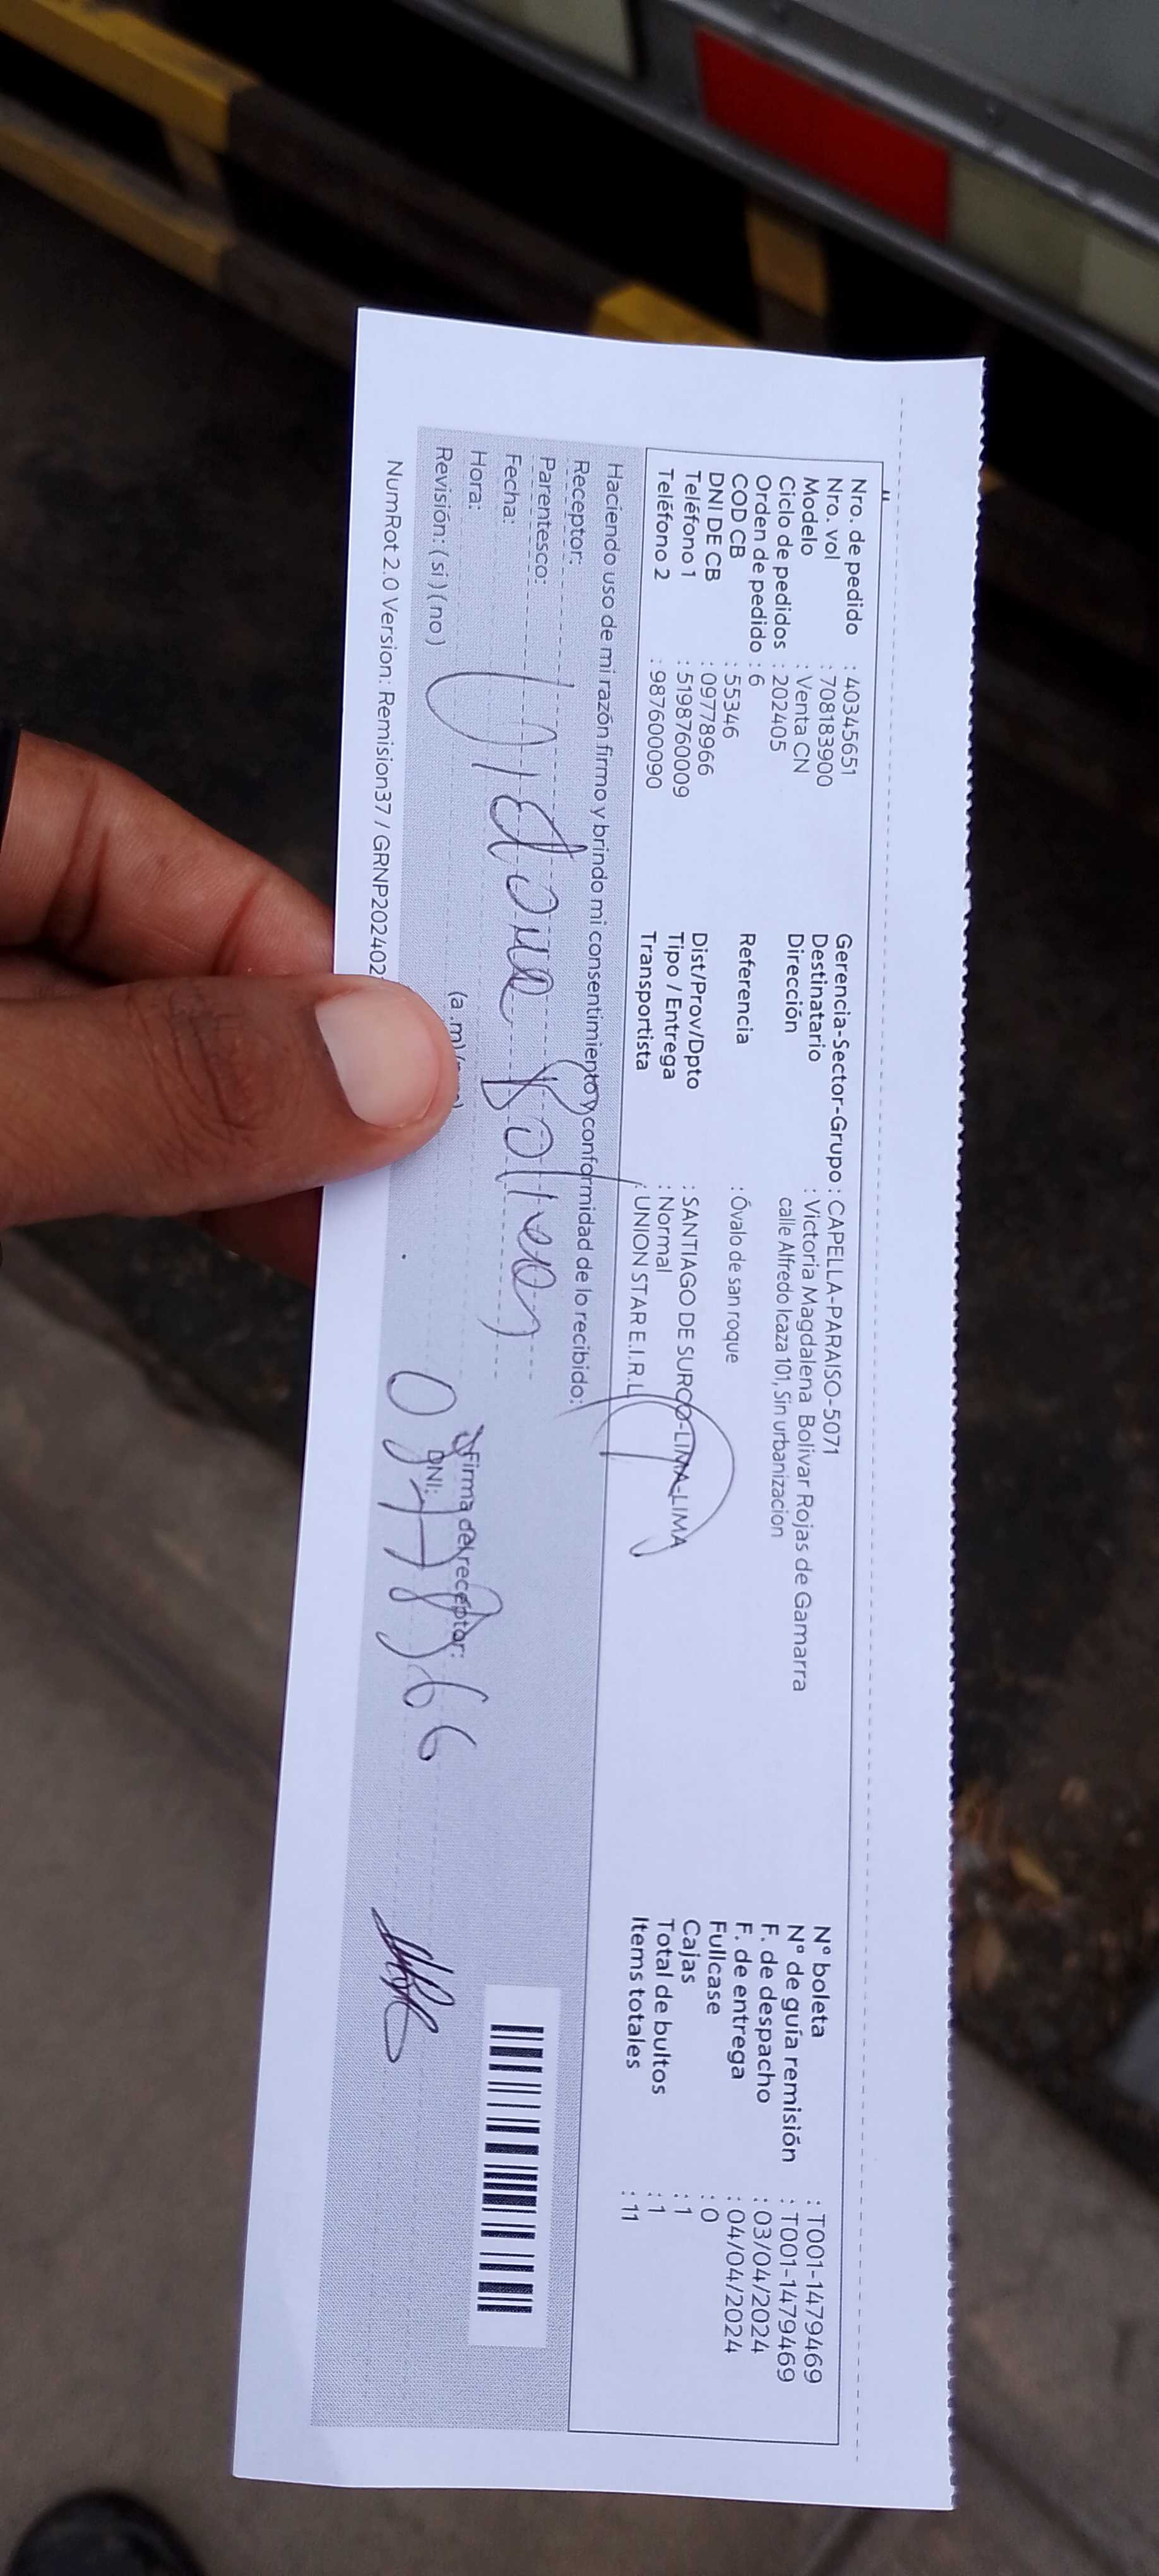 Nro. de pedido : 40345651
Nro. vol : 708183900
Modelo : Venta CN
Ciclo de pedidos : 202405
Orden de pedido : 6
COD CB : 55346
DNI DE CB : 09778966
Teléfono 1 : 5198760009
Teléfono 2 : 987600090
Gerencia-Sector-Grupo : CAPELLA-PARAISO-5071
Destinatario : Victoria Magdalena Bolivar Rojas de Gamarra
Dirección calle Alfredo Icaza 101, Sin urbanizacion
Referencia : Óvalo de san roque
Dist/Prov/Dpto : SANTIAGO DE SURCO-LIMA-LIMA
Tipo / Entrega : Normal
Transportista : UNION STAR E.I.R.L
N° boleta : T001-1479469
N° de guía remisión : T001-1479469
F. de despacho : 03/04/2024
F. de entrega : 04/04/2024
Fullcase : 0
Cajas : 1
Total de bultos : 1
Items totales : 11
Haciendo uso de mi razón firmo y brindo mi consentimiento y conformidad de lo recibido:
Receptor:
Parentesco:
Fecha:
Hora: (a.m)
Revisión: ( si ) ( no )
Firma del receptor:
DNI:
09778966
NumRot 2.0 Version: Remision37 / GRNP202402